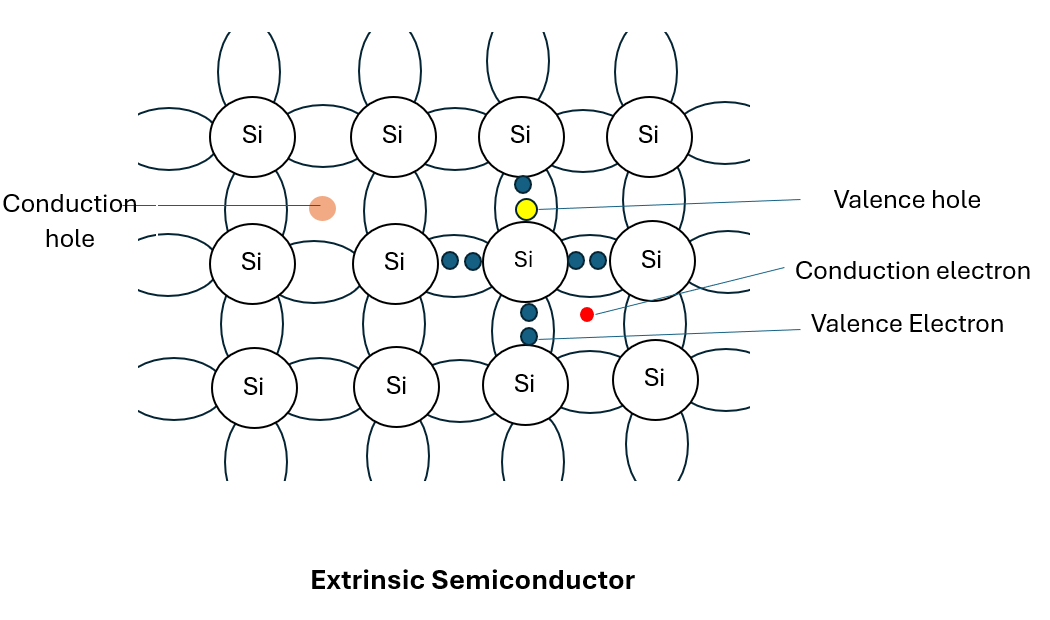 Si Si Si Si
Conduction
hole
Valence hole
Si Si Si Si
Conduction electron
Valence Electron
Si Si Si Si
Extrinsic Semiconductor